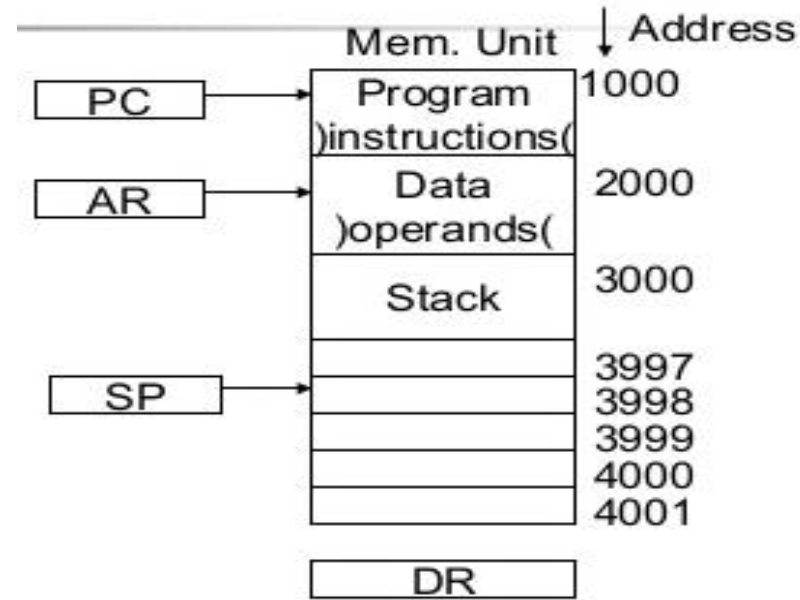 Mem. Unit
Address
PC
Program
)instructions(
1000
AR
Data
)operands(
2000
Stack
3000
3997
SP
3998
3999
4000
4001
DR